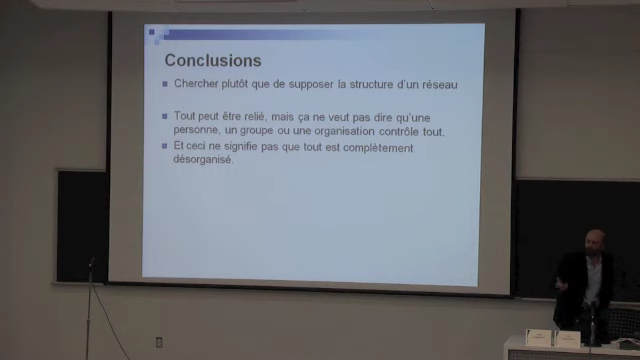 Conclusions
Chercher plutôt que de supposer la structure d'un réseau
Tout peut être relié, mais ça ne veut pas dire qu'une
personne, un groupe ou une organisation contrôle tout.
Et ceci ne signifie pas que tout est complètement
désorganisé.